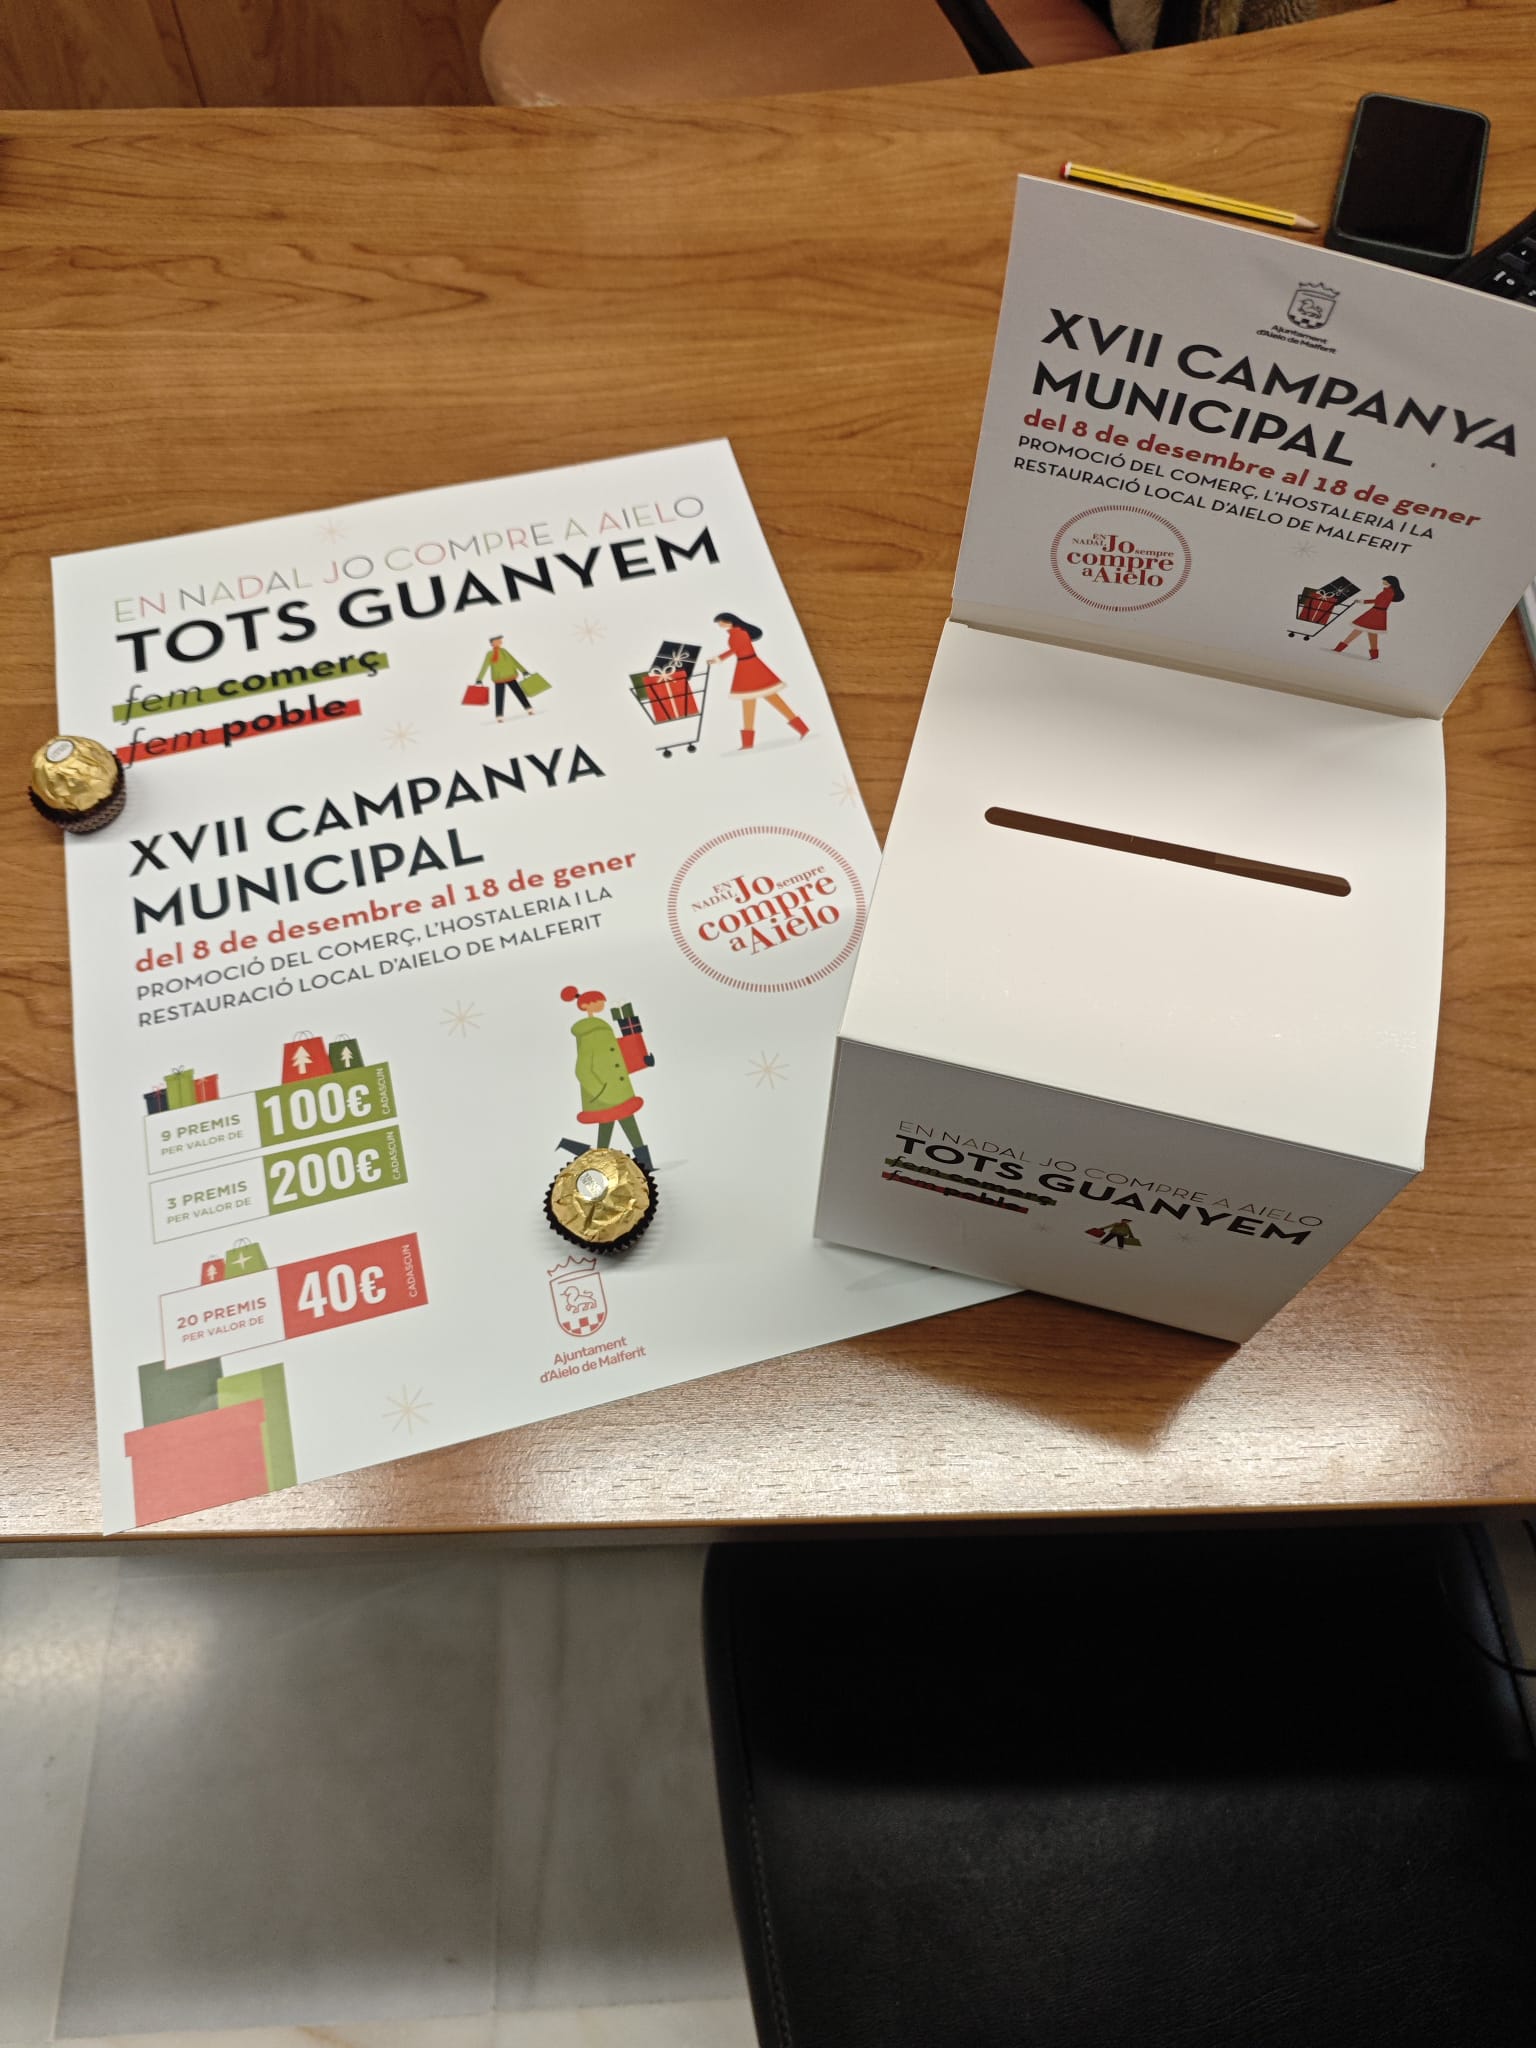 EN NADAL JO COMPRE A AIELO
TOTS GUANYEM
fem comerç
fem poble
XVII CAMPANYA
MUNICIPAL
del 8 de desembre al 18 de gener
PROMOCIÓ DEL COMERÇ, L'HOSTALERIA I LA
RESTAURACIÓ LOCAL D'AIELO DE MALFERIT
EN NADAL Jo sempre
compre
a Aielo
9 PREMIS
PER VALOR DE
100€
CADASCUN
3 PREMIS
PER VALOR DE
200€
CADASCUN
20 PREMIS
PER VALOR DE
40€
CADASCUN
Ajuntament
d'Aielo de Malferit
Ajuntament
d'Aielo de Malferit
XVII CAMPANYA
MUNICIPAL
del 8 de desembre al 18 de gener
PROMOCIÓ DEL COMERÇ, L'HOSTALERIA I LA
RESTAURACIÓ LOCAL D'AIELO DE MALFERIT
EN NADAL Jo sempre
compre
a Aielo
EN NADAL JO COMPRE A AIELO
TOTS GUANYEM
fem comerç
fem poble